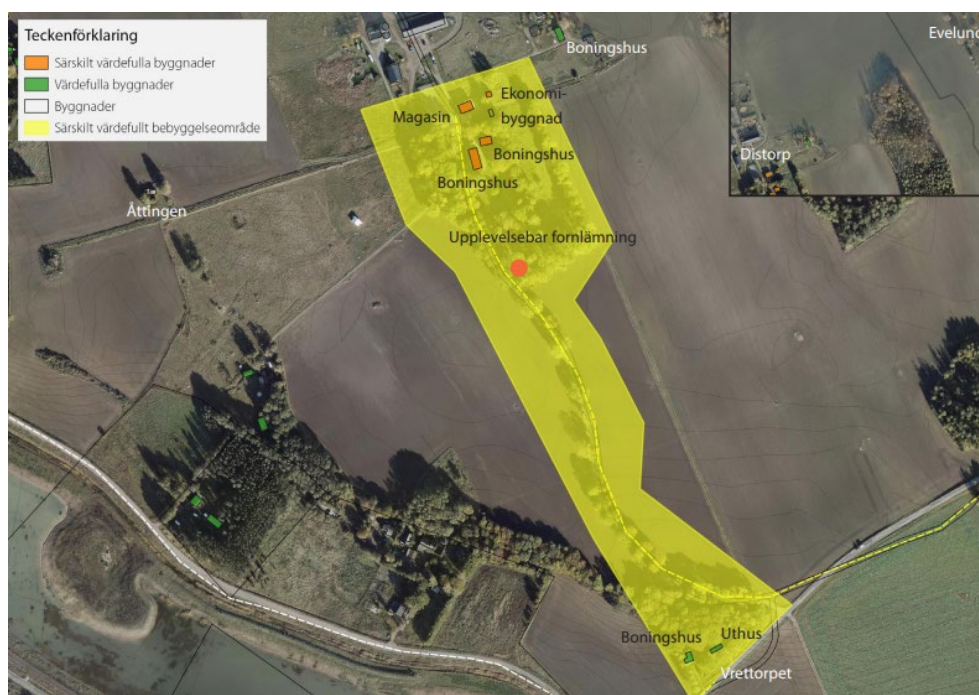 Teckenförklaring
Särskilt värdefulla byggnader
Värdefulla byggnader
Byggnader
Särskilt värdefullt bebyggelseområde
Boningshus
Evelund
Magasin
Ekonomi-
byggnad
Boningshus
Boningshus
Distorp
Åttingen
Upplevelsebar fornlämning
Boningshus
Uthus
Vrettorpet